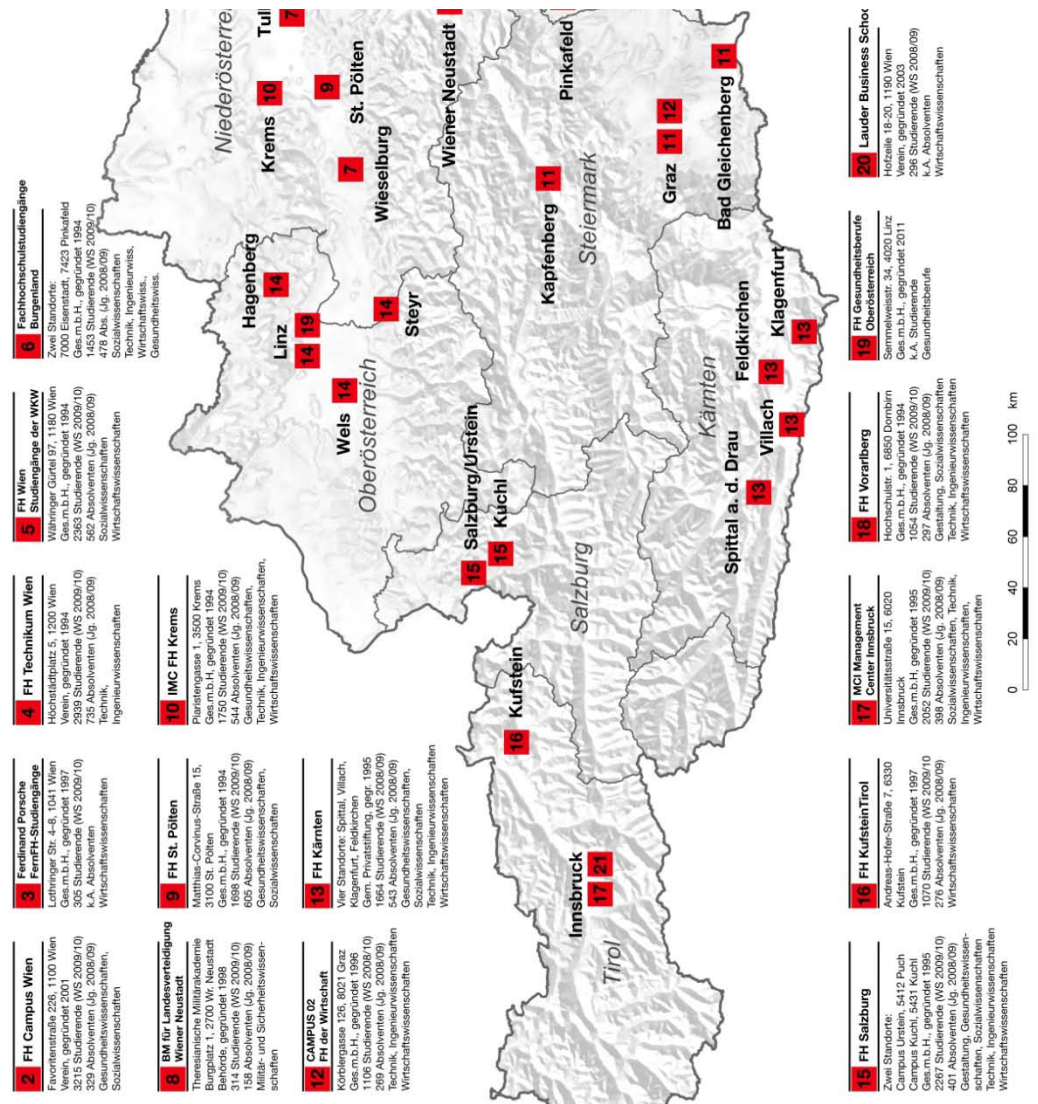 2 FH Campus Wien
Favoritenstraße 226, 1100 Wien
Verein, gegründet 2001
3215 Studierende (WS 2009/10)
329 Absolventen (Jg. 2008/09)
Gesundheitswissenschaften,
Sozialwissenschaften
3 Ferdinand Porsche
FernFH-Studiengänge
Lothringer Str. 4–8, 1041 Wien
Ges.m.b.H., gegründet 1997
305 Studierende (WS 2009/10)
k.A. Absolventen
Wirtschaftswissenschaften
4 FH Technikum Wien
Höchstädtplatz 5, 1200 Wien
Verein, gegründet 1994
2939 Studierende (WS 2009/10)
735 Absolventen (Jg. 2008/09)
Technik,
Ingenieurwissenschaften
5 FH Wien
Studiengänge der WKW
Währinger Gürtel 97, 1180 Wien
Ges.m.b.H., gegründet 1994
2363 Studierende (WS 2009/10)
562 Absolventen (Jg. 2008/09)
Sozialwissenschaften
Wirtschaftswissenschaften
6 Fachhochschulstudiengänge
Burgenland
Zwei Standorte:
7000 Eisenstadt, 7423 Pinkafeld
Ges.m.b.H., gegründet 1994
1453 Studierende (WS 2009/10)
478 Abs. (Jg. 2008/09)
Sozialwissenschaften
Technik, Ingenieurwiss.
Wirtschaftswiss.,
Gesundheitswiss.
8 BM für Landesverteidigung
Wiener Neustadt
Theresianische Militärakademie
Burgplatz 1, 2700 Wr. Neustadt
Behörde, gegründet 1998
314 Studierende (WS 2009/10)
158 Absolventen (Jg. 2008/09)
Militär- und Sicherheitswissen-
schaften
9 FH St. Pölten
Matthias-Corvinus-Straße 15,
3100 St. Pölten
Ges.m.b.H., gegründet 1994
1698 Studierende (WS 2009/10)
605 Absolventen (Jg. 2008/09)
Gesundheitswissenschaften,
Sozialwissenschaften
10 IMC FH Krems
Piaristengasse 1, 3500 Krems
Ges.m.b.H., gegründet 1994
1750 Studierende (WS 2009/10)
544 Absolventen (Jg. 2008/09)
Gesundheitswissenschaften,
Technik, Ingenieurwissenschaften,
Wirtschaftswissenschaften
12 CAMPUS 02
FH der Wirtschaft
Körblergasse 126, 8021 Graz
Ges.m.b.H., gegründet 1996
1106 Studierende (WS 2008/10)
269 Absolventen (Jg. 2008/09)
Technik, Ingenieurwissenschaften
Wirtschaftswissenschaften
13 FH Kärnten
Vier Standorte: Spittal, Villach,
Klagenfurt, Feldkirchen
Gem. Privatstiftung, gegr. 1995
1664 Studierende (WS 2008/09)
543 Absolventen (Jg. 2008/09)
Gesundheitswissenschaften,
Sozialwissenschaften
Technik, Ingenieurwissenschaften
Wirtschaftswissenschaften
Niederösterrei
Hagenberg
14
Krems
10
Tul
7
Linz
14 19
9
St. Pölten
Wels
14
7
Wieselburg
Oberösterreich
14
Steyr
Wiener Neustadt
Salzburg/Urstein
15
Kuchl
15
Kufstein
16
Kapfenberg
11
Pinkafeld
Innsbruck
17 21
Salzburg
Steiermark
Tirol
Graz
11 12
Kärnten
Bad Gleichenberg
11
Feldkirchen
13
Spittal a. d. Drau
13
Villach
13
Klagenfurt
13
15 FH Salzburg
Zwei Standorte:
Campus Urstein, 5412 Puch
Campus Kuchl, 5431 Kuchl
Ges.m.b.H., gegründet 1995
2267 Studierende (WS 2009/10)
401 Absolventen (Jg. 2008/09)
Gestaltung, Gesundheitswissen-
schaften, Sozialwissenschaften
Technik, Ingenieurwissenschaften
Wirtschaftswissenschaften
16 FH KufsteinTirol
Andreas-Hofer-Straße 7, 6330
Kufstein
Ges.m.b.H., gegründet 1997
1070 Studierende (WS 2009/10
276 Absolventen (Jg. 2008/09)
Wirtschaftswissenschaften
17 MCI Management
Center Innsbruck
Universitätsstraße 15, 6020
Innsbruck
Ges.m.b.H., gegründet 1995
2052 Studierende (WS 2009/10)
398 Absolventen (Jg. 2008/09)
Sozialwissenschaften, Technik,
Ingenieurwissenschaften,
Wirtschaftswissenschaften
18 FH Vorarlberg
Hochschulstr. 1, 6850 Dornbirn
Ges.m.b.H., gegründet 1994
1054 Studierende (WS 2009/10)
297 Absolventen (Jg. 2008/09)
Gestaltung, Sozialwissenschaften
Technik, Ingenieurwissenschaften
Wirtschaftswissenschaften
19 FH Gesundheitsberufe
Oberösterreich
Semmelweisstr. 34, 4020 Linz
Ges.m.b.H., gegründet 2011
k.A. Studierende
Gesundheitsberufe
20 Lauder Business Schoo
Hofzeile 18-20, 1190 Wien
Verein, gegründet 2003
296 Studierende (WS 2008/09)
k.A. Absolventen
Wirtschaftswissenschaften
0 20 40 60 80 100 km